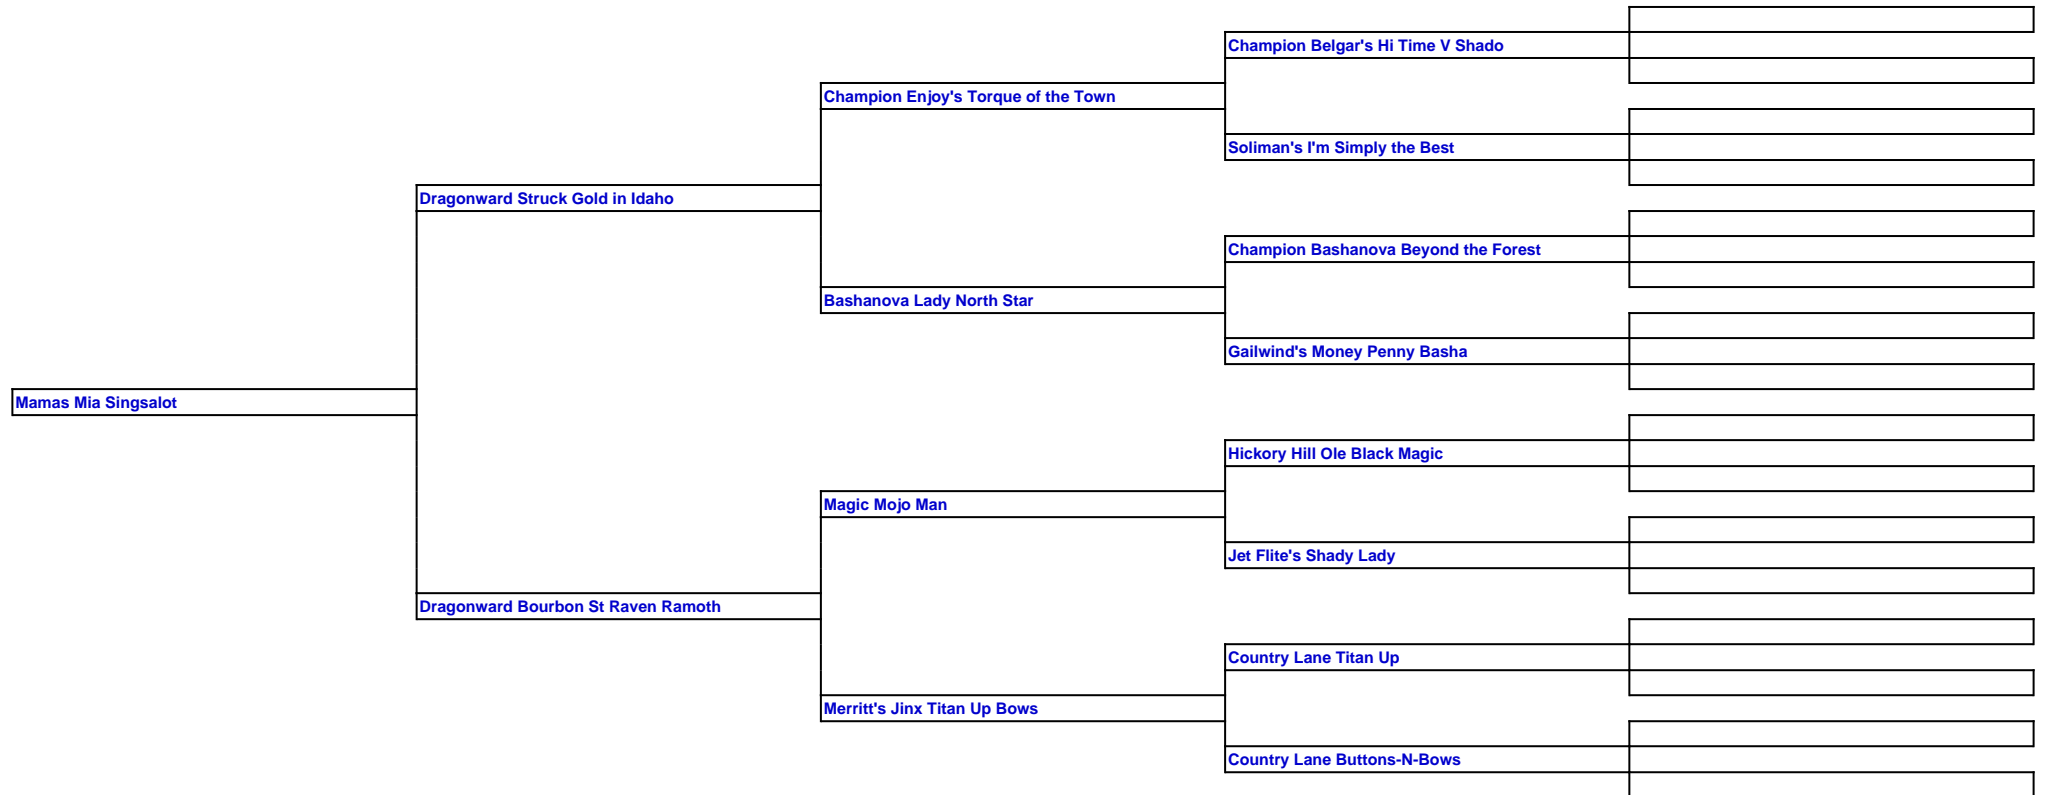 Champion Belgar's Hi Time V Shado
Champion Enjoy's Torque of the Town
Soliman's I'm Simply the Best
Dragonward Struck Gold in Idaho
Champion Bashanova Beyond the Forest
Bashanova Lady North Star
Gailwind's Money Penny Basha
Mamas Mia Singsalot
Hickory Hill Ole Black Magic
Magic Mojo Man
Jet Flite's Shady Lady
Dragonward Bourbon St Raven Ramoth
Country Lane Titan Up
Merritt's Jinx Titan Up Bows
Country Lane Buttons-N-Bows